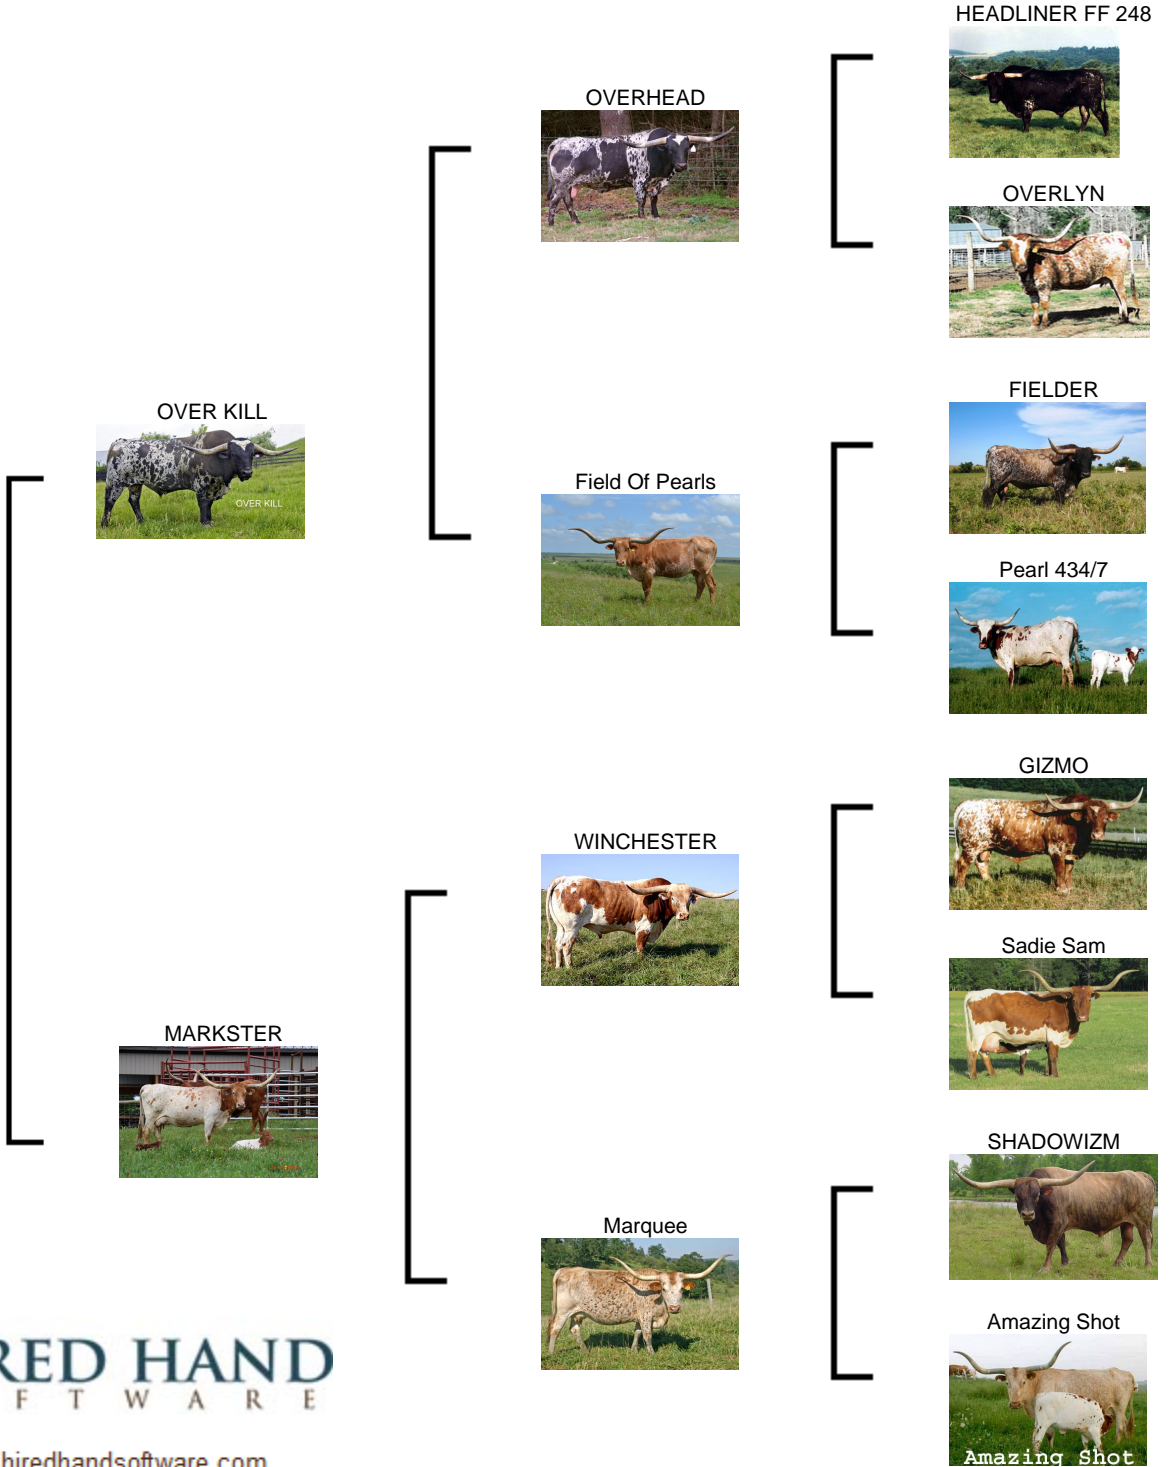 HEADLINER FF 248
OVERHEAD
OVERLYN
FIELDER
OVER KILL
OVER KILL
Field Of Pearls
Pearl 434/7
GIZMO
WINCHESTER
Sadie Sam
MARKSTER
SHADOWIZM
Marquee
Amazing Shot
Amazing Shot
RED HAND
F T W A R E
hiredhandsoftware.com